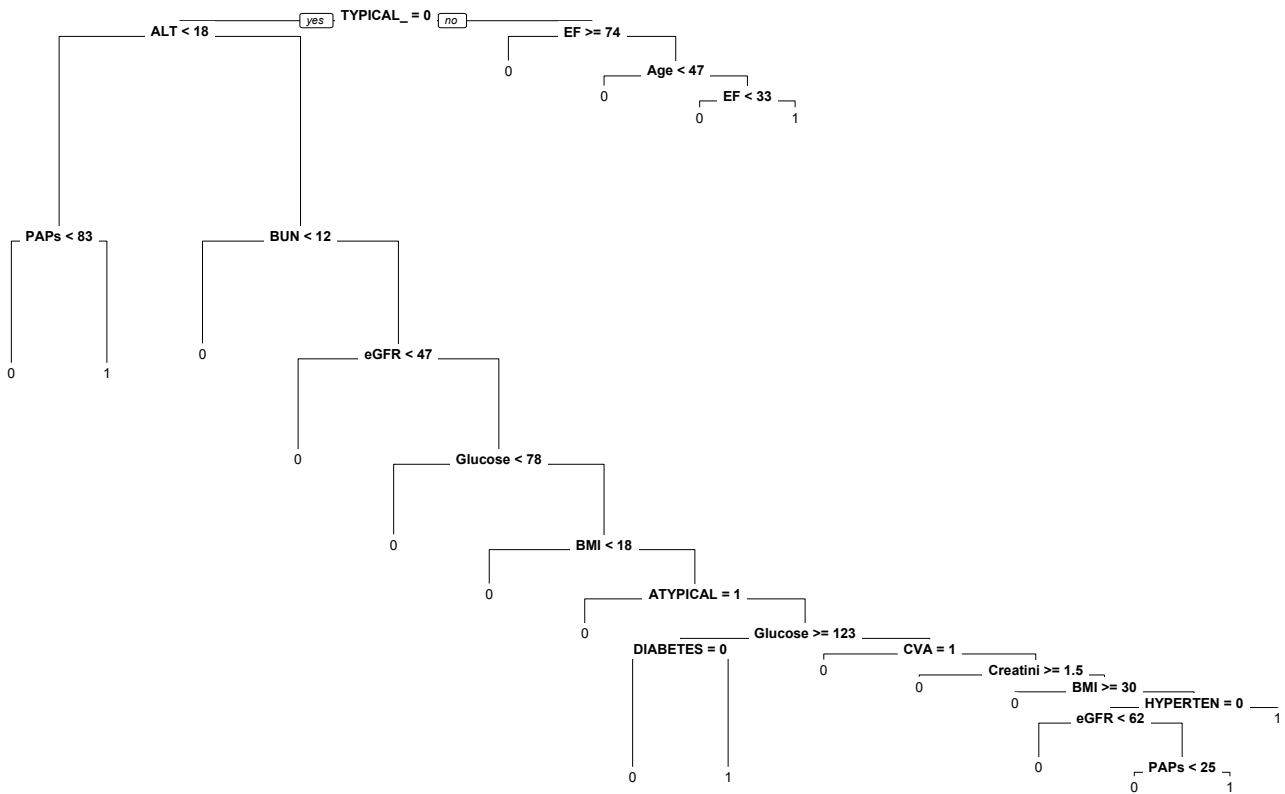 yes TYPICAL_ = 0 no
ALT < 18
EF >= 74
0
Age < 47
0
EF < 33
0 1
PAPs < 83
BUN < 12
0 1
0
eGFR < 47
0
Glucose < 78
0
BMI < 18
0
ATYPICAL = 1
0
Glucose >= 123
DIABETES = 0
CVA = 1
0
Creatini >= 1.5
0
BMI >= 30
0
HYPERTEN = 0
1
eGFR < 62
0 1
0
PAPs < 25
0 1